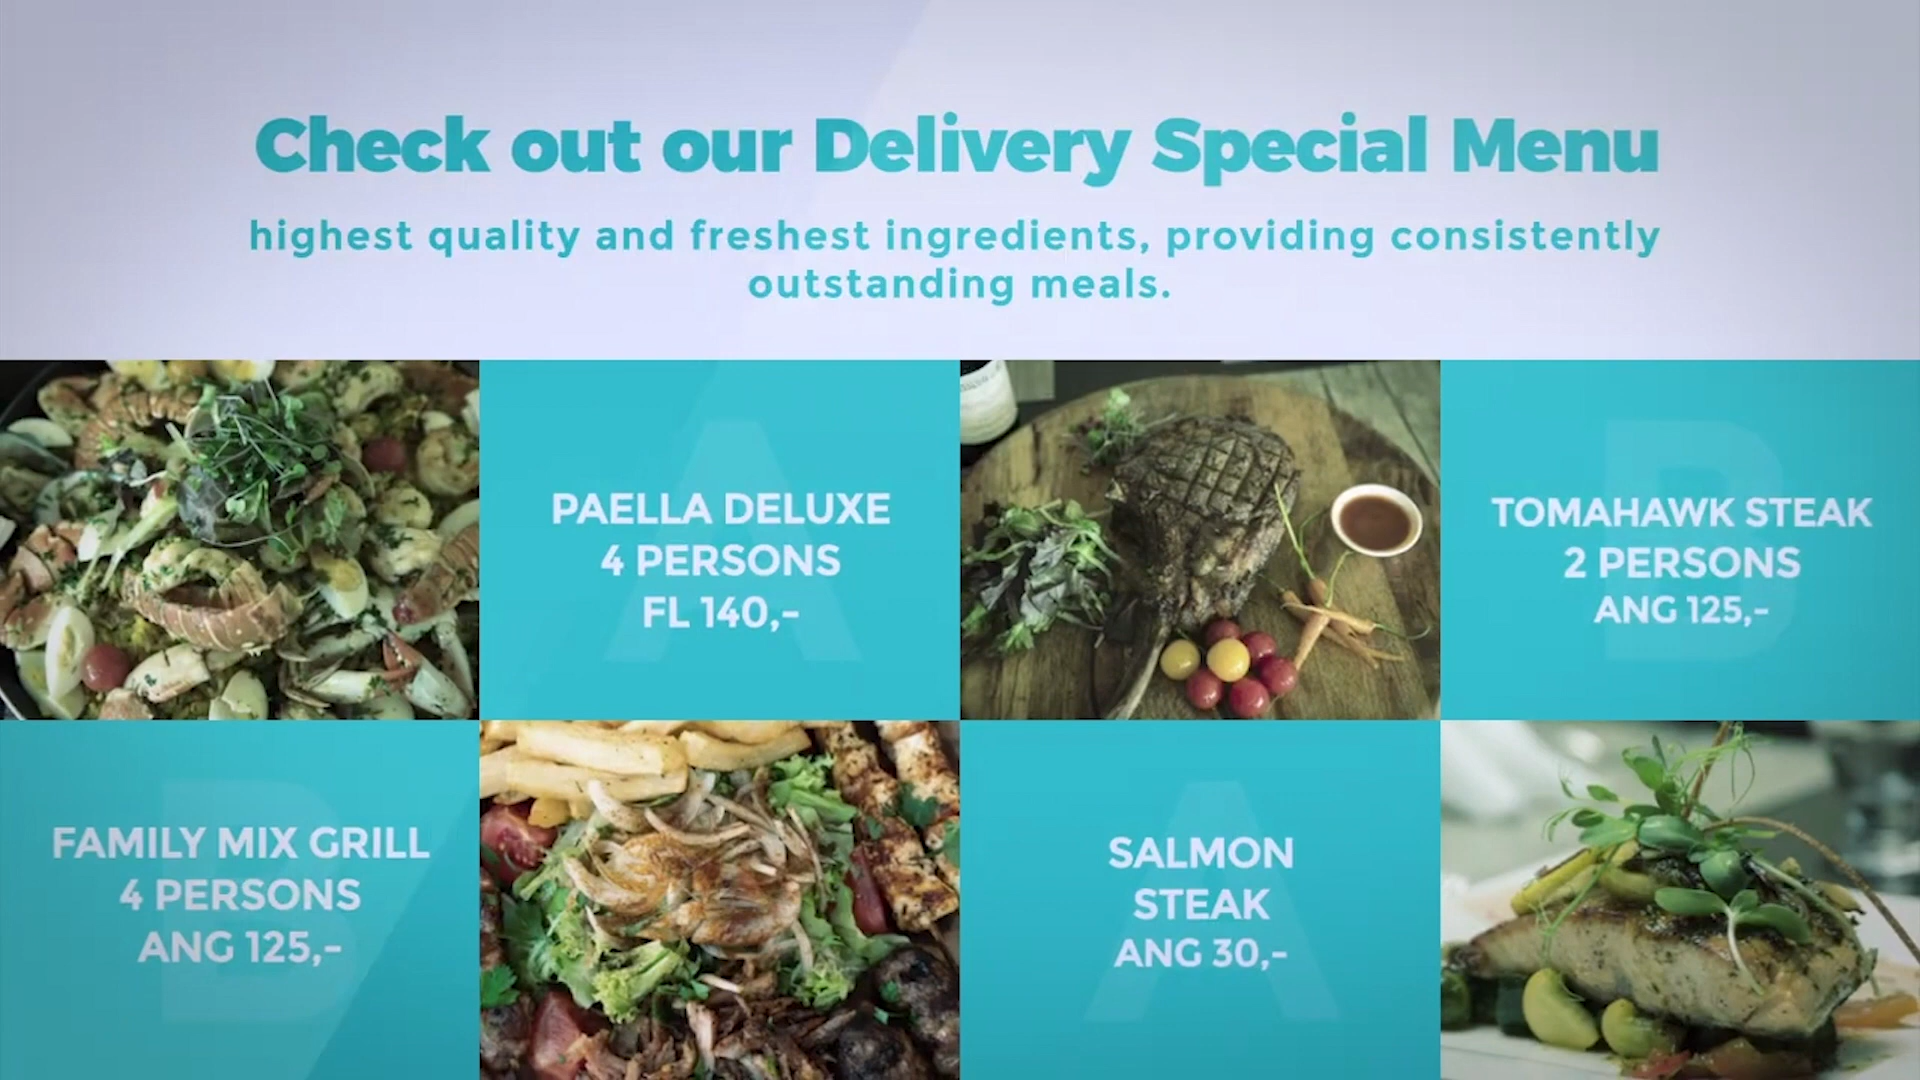 Check out our Delivery Special Menu
highest quality and freshest ingredients, providing consistently
outstanding meals.
PAELLA DELUXE
4 PERSONS
FL 140,-
TOMAHAWK STEAK
2 PERSONS
ANG 125,-
FAMILY MIX GRILL
4 PERSONS
ANG 125,-
SALMON
STEAK
ANG 30,-